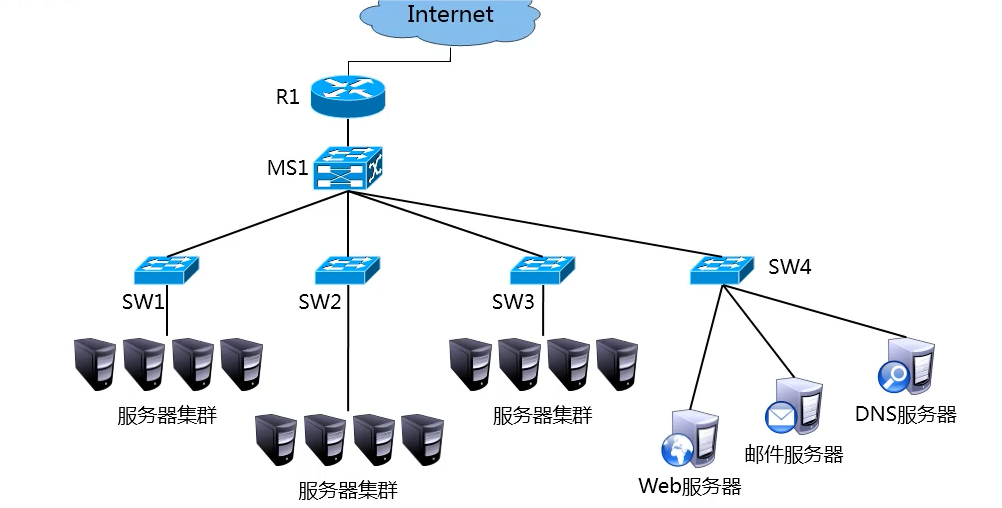 Internet
R1
MS1
SW1
SW2
SW3
SW4
服务器集群
服务器集群
服务器集群
Web服务器
邮件服务器
DNS服务器